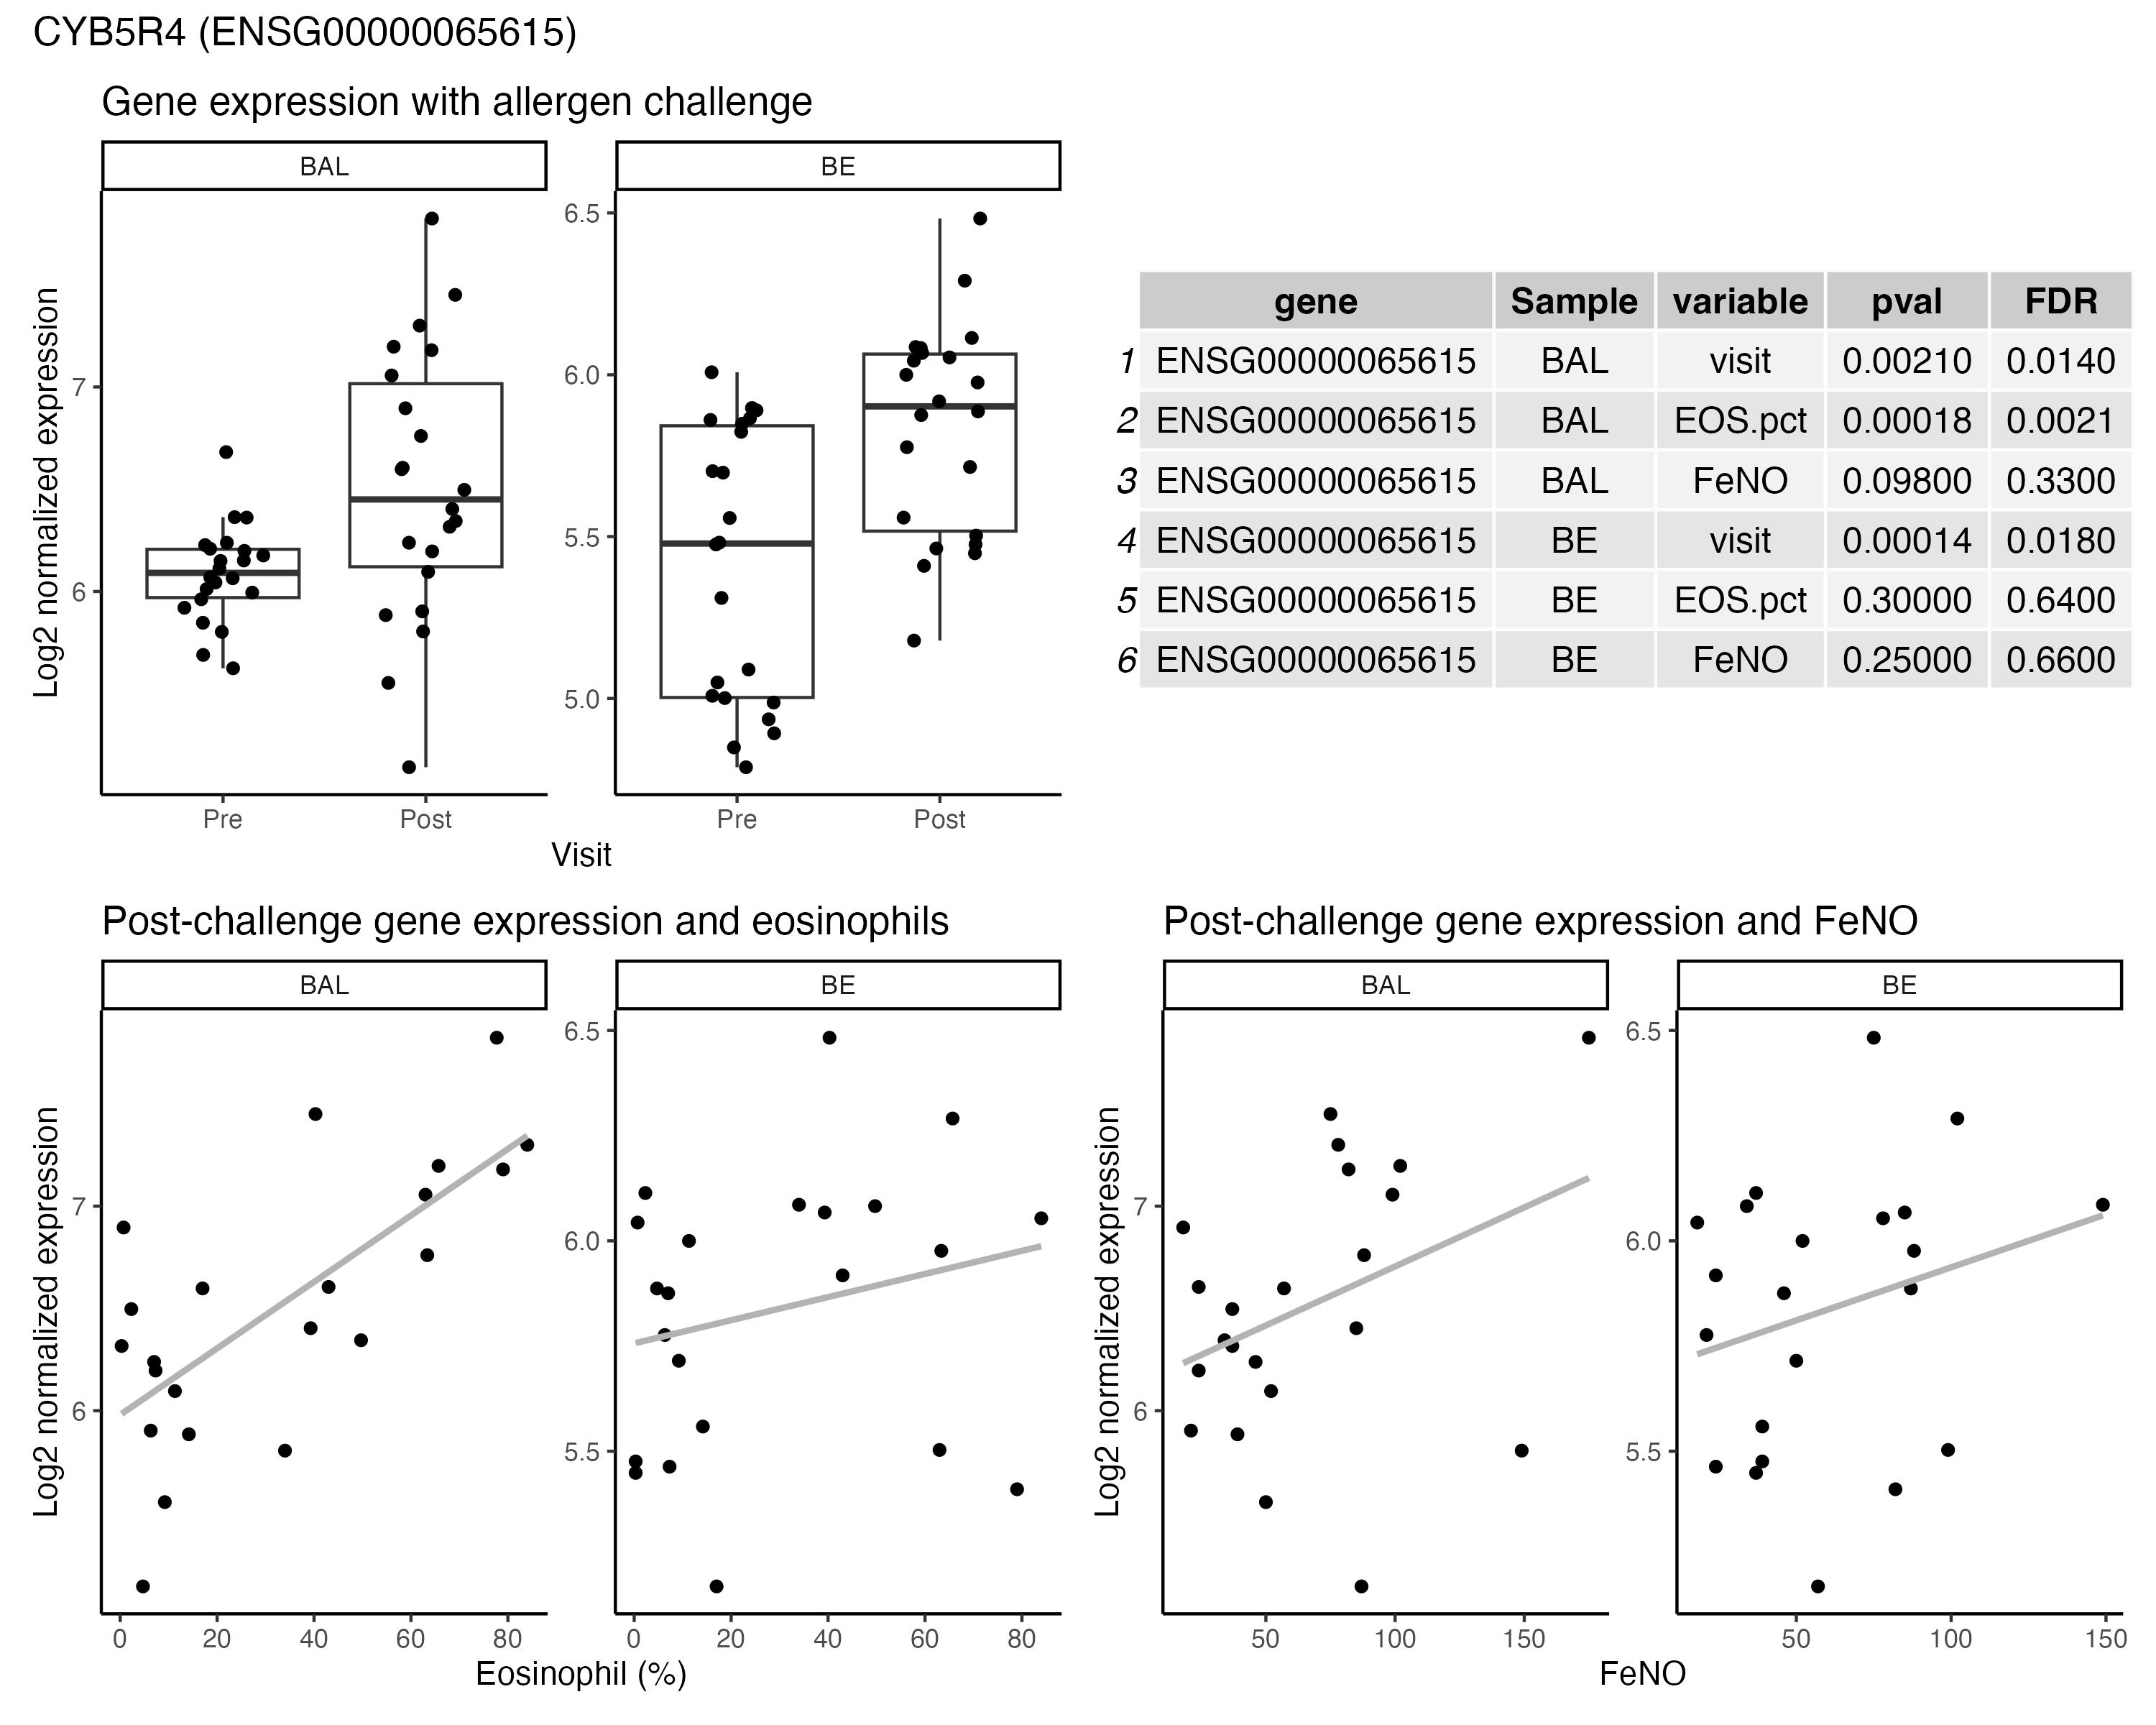 CYB5R4 (ENSG00000065615)
Gene expression with allergen challenge
BAL
BE
Log2 normalized expression
7
6
6.5
6.0
5.5
5.0
Pre
Post
Pre
Post
Visit
gene Sample variable pval FDR
1 ENSG00000065615 BAL visit 0.00210 0.0140
2 ENSG00000065615 BAL EOS.pct 0.00018 0.0021
3 ENSG00000065615 BAL FeNO 0.09800 0.3300
4 ENSG00000065615 BE visit 0.00014 0.0180
5 ENSG00000065615 BE EOS.pct 0.30000 0.6400
6 ENSG00000065615 BE FeNO 0.25000 0.6600
Post-challenge gene expression and eosinophils
BAL
BE
Log2 normalized expression
7
6
6.5
6.0
5.5
0 20 40 60 80
0 20 40 60 80
Eosinophil (%)
Post-challenge gene expression and FeNO
BAL
BE
Log2 normalized expression
7
6
6.5
6.0
5.5
50 100 150
50 100 150
FeNO